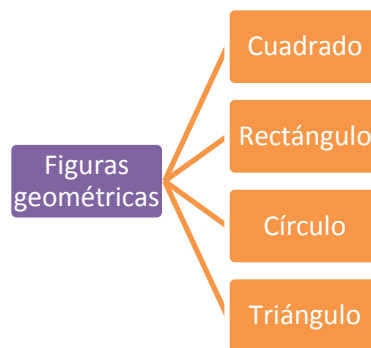 Figuras
geométricas
Cuadrado
Rectángulo
Círculo
Triángulo